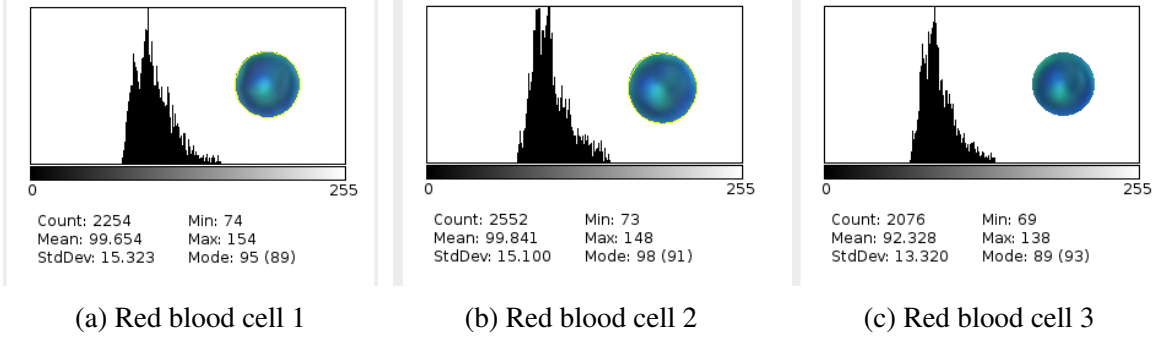 0 255
Count: 2254 Min: 74
Mean: 99.654 Max: 154
StdDev: 15.323 Mode: 95 (89)
(a) Red blood cell 1
0 255
Count: 2552 Min: 73
Mean: 99.841 Max: 148
StdDev: 15.100 Mode: 98 (91)
(b) Red blood cell 2
0 255
Count: 2076 Min: 69
Mean: 92.328 Max: 138
StdDev: 13.320 Mode: 89 (93)
(c) Red blood cell 3